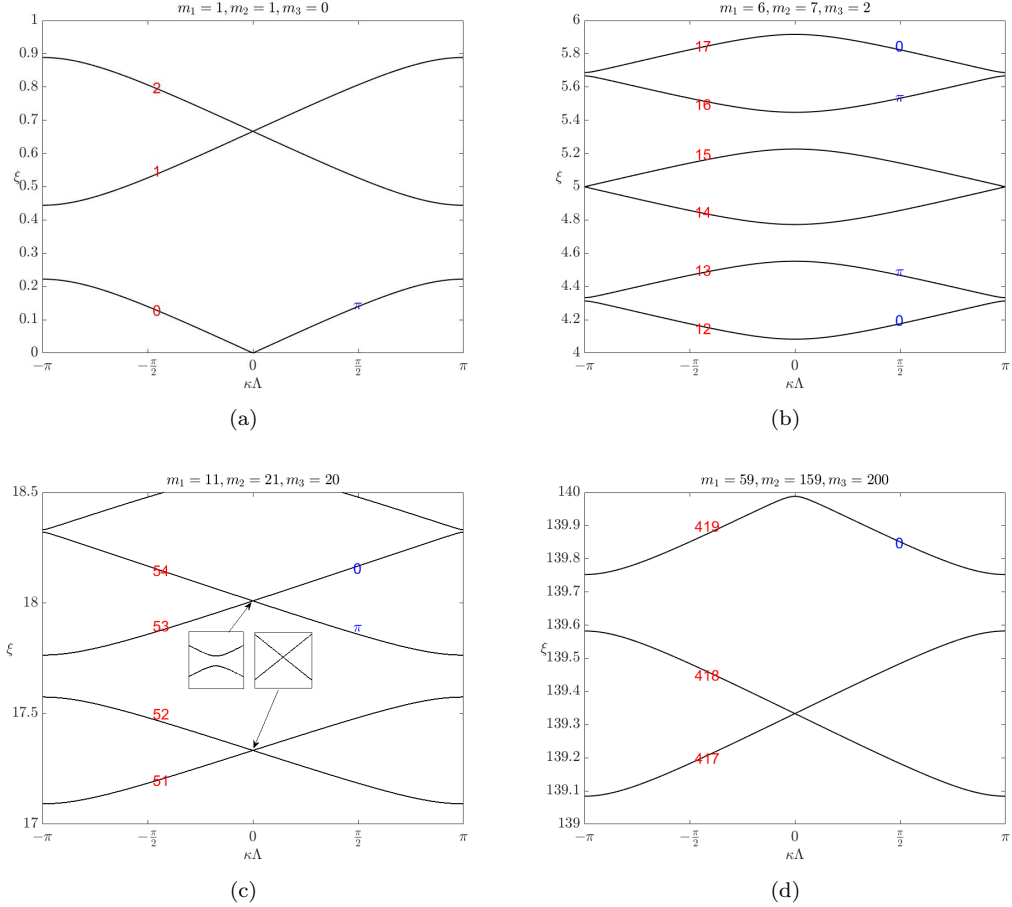 m₁ = 1, m₂ = 1, m₃ = 0
1
0.9
0.8
0.7
0.6
ξ0.5
0.4
0.3
0.2
0.1
0
2
1
0
π
−π
−π/2
0
π/2
π
κΛ
(a)
m₁ = 6, m₂ = 7, m₃ = 2
6
5.8
5.6
5.4
5.2
ξ
5
4.8
4.6
4.4
4.2
4
17
0
16
π
15
14
13
π
12
0
−π
−π/2
0
π/2
π
κΛ
(b)
m₁ = 11, m₂ = 21, m₃ = 20
18.5
18
ξ
17.5
17
54
0
53
π
52
51
−π
−π/2
0
π/2
π
κΛ
(c)
m₁ = 59, m₂ = 159, m₃ = 200
140
139.9
139.8
139.7
139.6
ξ139.5
139.4
139.3
139.2
139.1
139
419
0
418
417
−π
−π/2
0
π/2
π
κΛ
(d)